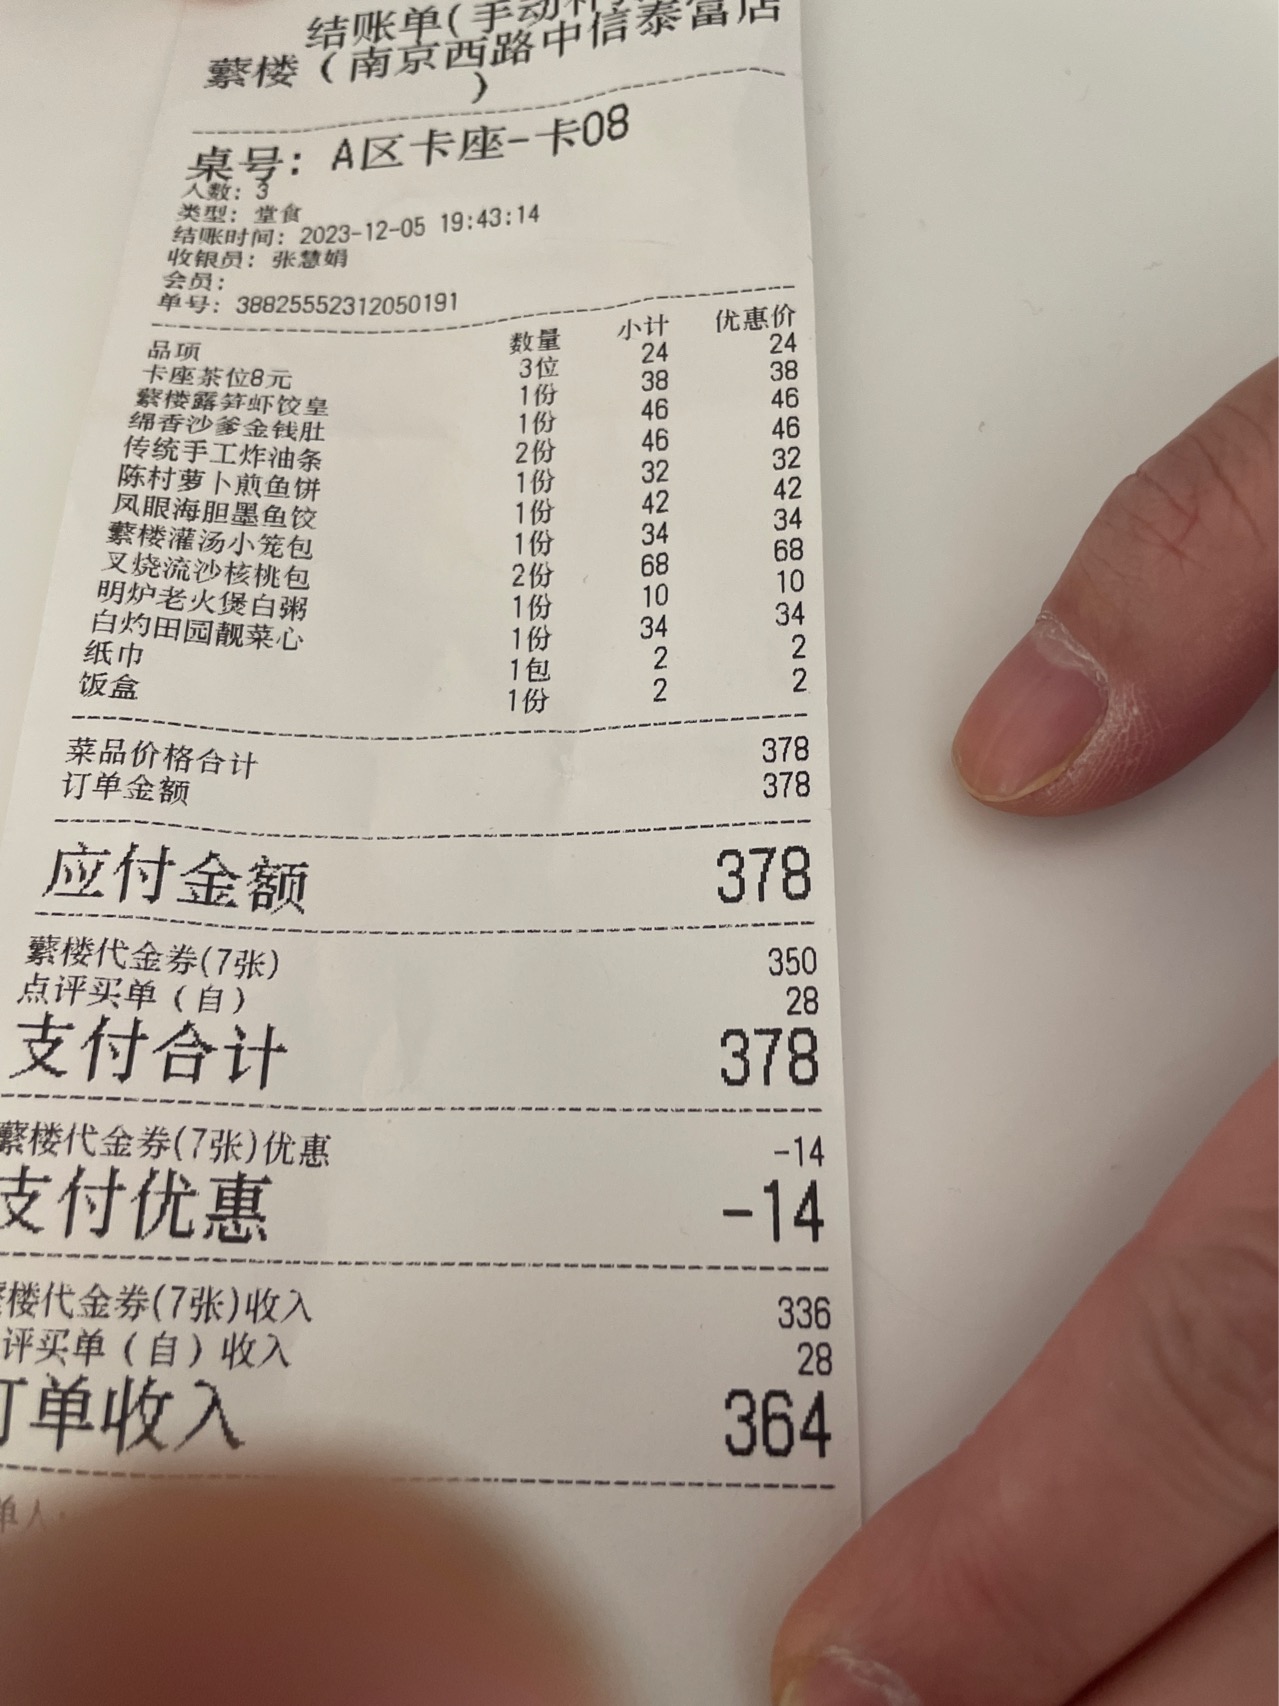 结账单(手动补
蘩楼（南京西路中信泰富店
）
桌号: A区卡座-卡08
人数: 3
类型: 堂食
结账时间: 2023-12-05 19:43:14
收银员: 张慧娟
会员:
单号: 38825552312050191
品项 数量 小计 优惠价
卡座茶位8元 3位 24 24
蘩楼露笋虾饺皇 1份 38 38
绵香沙爹金钱肚 1份 46 46
传统手工炸油条 2份 46 46
陈村萝卜煎鱼饼 1份 32 32
凤眼海胆墨鱼饺 1份 42 42
蘩楼灌汤小笼包 1份 34 34
叉烧流沙核桃包 2份 68 68
明炉老火煲白粥 1份 10 10
白灼田园靓菜心 1份 34 34
纸巾 1包 2 2
饭盒 1份 2 2
菜品价格合计 378
订单金额 378
应付金额 378
蘩楼代金券(7张) 350
点评买单（自） 28
支付合计 378
蘩楼代金券(7张)优惠 -14
支付优惠 -14
蘩楼代金券(7张)收入 336
评买单（自）收入 28
订单收入 364
单人: